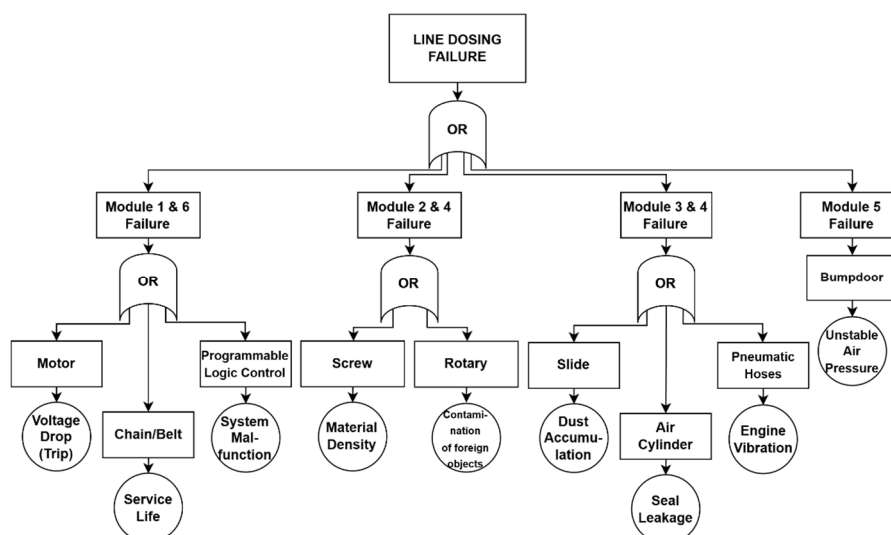 LINE DOSING
FAILURE
OR
Module 1 & 6
Failure
Module 2 & 4
Failure
Module 3 & 4
Failure
Module 5
Failure
OR
OR
OR
Bumpdoor
Motor
Programmable
Logic Control
Screw
Rotary
Slide
Pneumatic
Hoses
Unstable
Air
Pressure
Voltage
Drop
(Trip)
Chain/Belt
System
Mal-
function
Material
Density
Contami-
nation
of foreign
objects
Dust
Accumu-
lation
Air
Cylinder
Engine
Vibration
Service
Life
Seal
Leakage